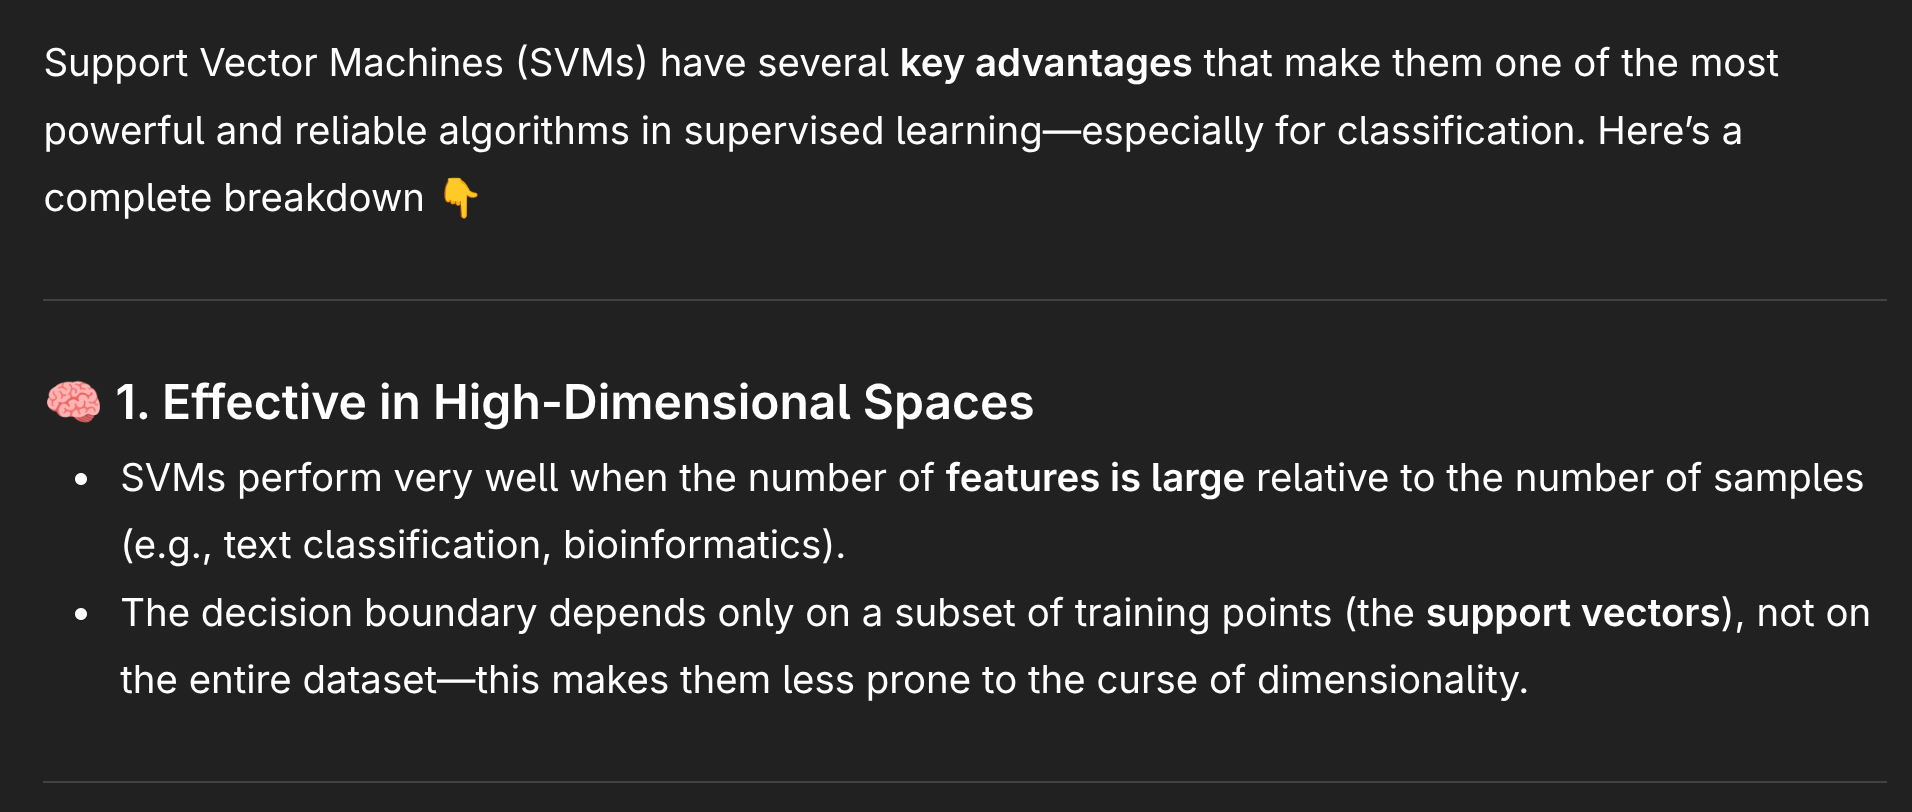 Support Vector Machines (SVMs) have several key advantages that make them one of the most
powerful and reliable algorithms in supervised learning—especially for classification. Here’s a
complete breakdown 👇
🧠 1. Effective in High-Dimensional Spaces
• SVMs perform very well when the number of features is large relative to the number of samples
(e.g., text classification, bioinformatics).
• The decision boundary depends only on a subset of training points (the support vectors), not on
the entire dataset—this makes them less prone to the curse of dimensionality.